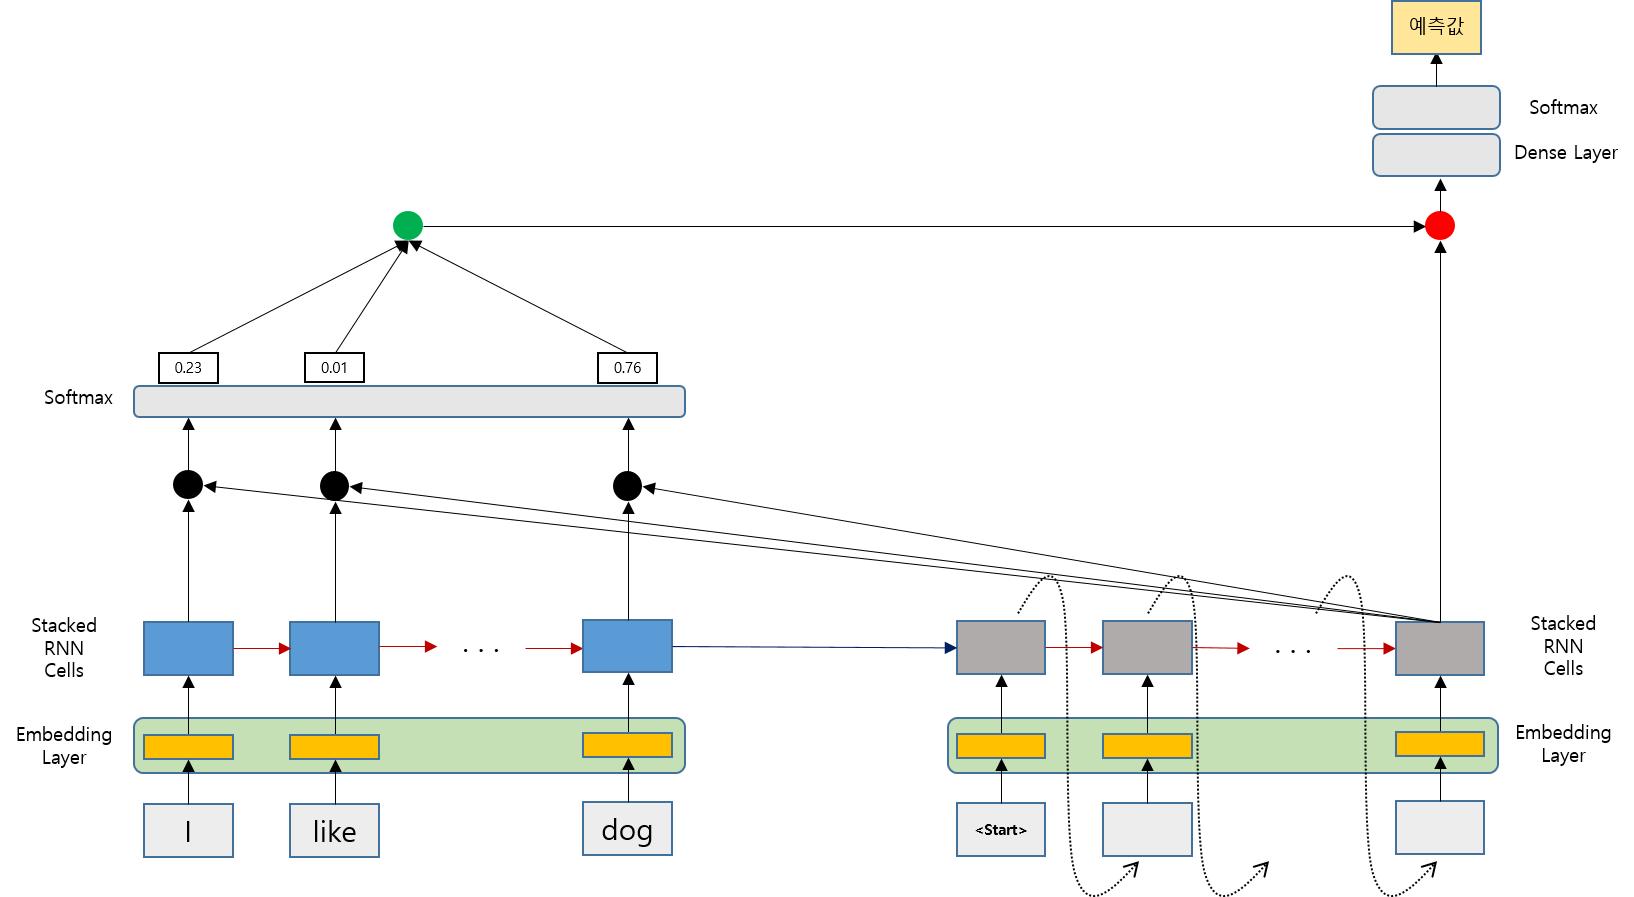 예측값
Softmax
Dense Layer
0.23
0.01
0.76
Softmax
Stacked
RNN
Cells
. . .
. . .
Stacked
RNN
Cells
Embedding
Layer
Embedding
Layer
I
like
dog
<Start>